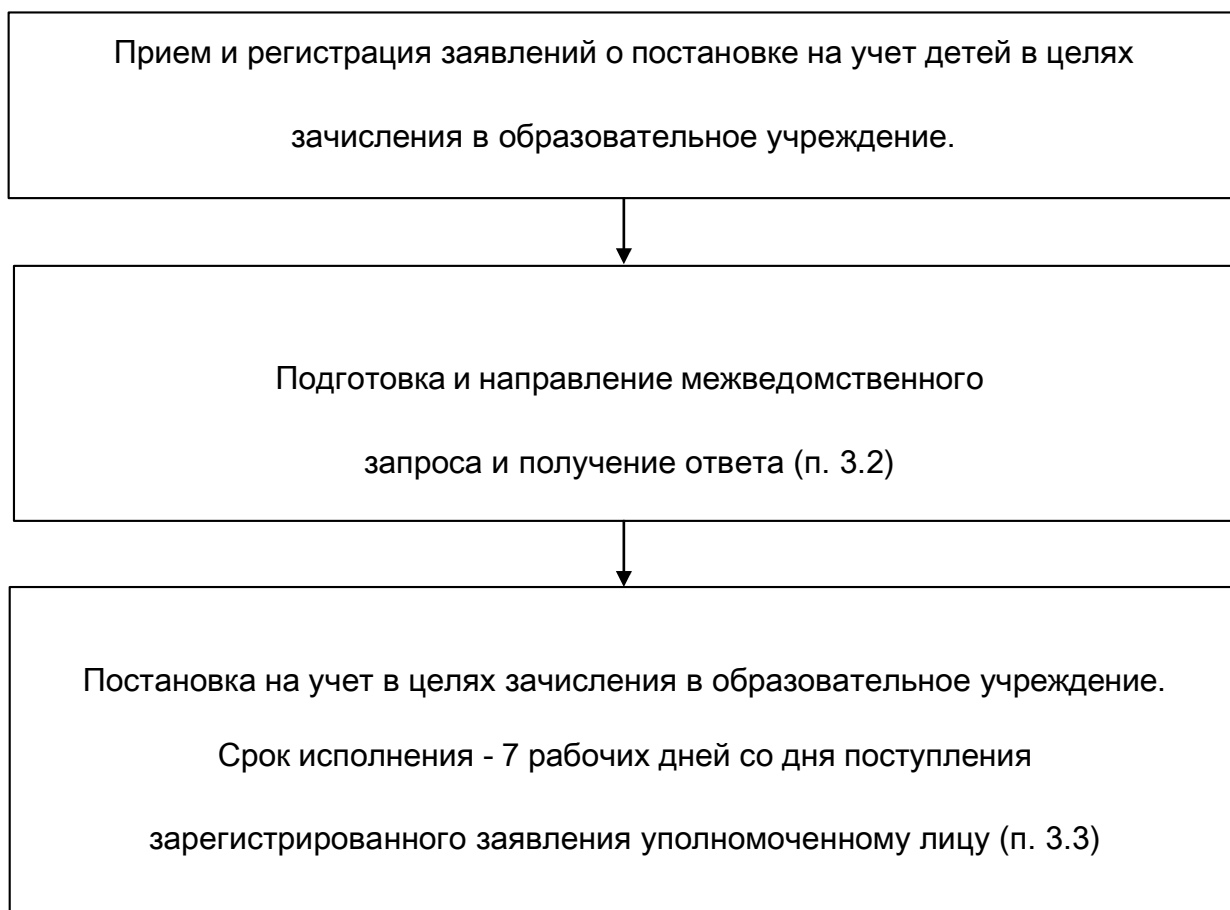 Прием и регистрация заявлений о постановке на учет детей в целях
зачисления в образовательное учреждение.
Подготовка и направление межведомственного
запроса и получение ответа (п. 3.2)
Постановка на учет в целях зачисления в образовательное учреждение.
Срок исполнения - 7 рабочих дней со дня поступления
зарегистрированного заявления уполномоченному лицу (п. 3.3)